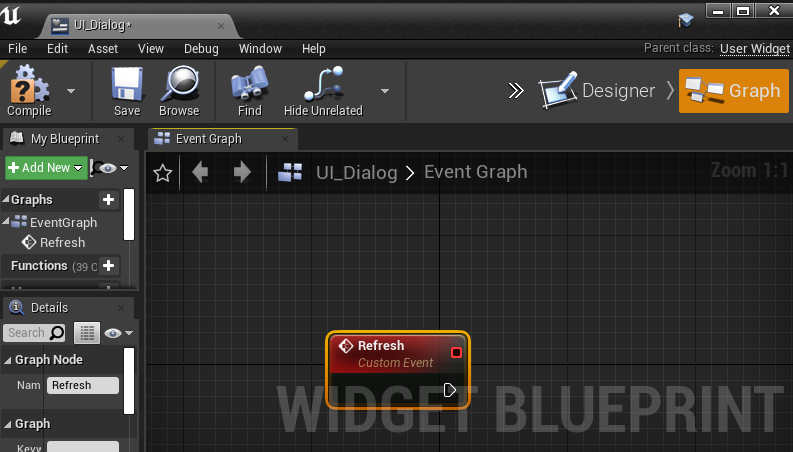 UI_Dialog*
File Edit Asset View Debug Window Help
Parent class: User Widget
Compile Save Browse Find Hide Unrelated
Designer Graph
My Blueprint
Event Graph
Add New
UI_Dialog Event Graph
Zoom 1:1
Graphs
EventGraph
Refresh
Functions (39 O
Details
Search
Graph Node
Nam Refresh
Graph
Keyw
Refresh
Custom Event
WIDGET BLUEPRINT